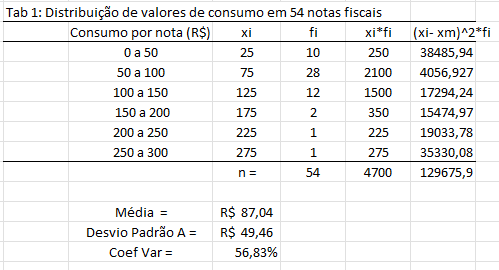 Tab 1: Distribuição de valores de consumo em 54 notas fiscais
Consumo por nota (R$) xi fi xi*fi (xi- xm)^2*fi
0 a 50 25 10 250 38485,94
50 a 100 75 28 2100 4056,927
100 a 150 125 12 1500 17294,24
150 a 200 175 2 350 15474,97
200 a 250 225 1 225 19033,78
250 a 300 275 1 275 35330,08
n = 54 4700 129675,9
Média = R$ 87,04
Desvio Padrão A = R$ 49,46
Coef Var = 56,83%